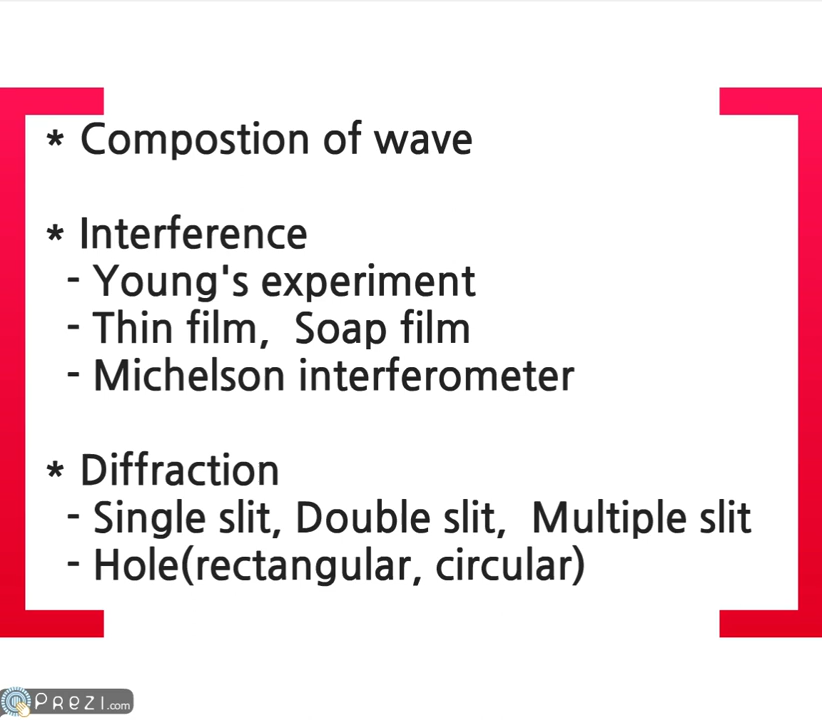 * Compostion of wave
* Interference
- Young's experiment
- Thin film, Soap film
- Michelson interferometer
* Diffraction
- Single slit, Double slit, Multiple slit
- Hole(rectangular, circular)
PREZI.com